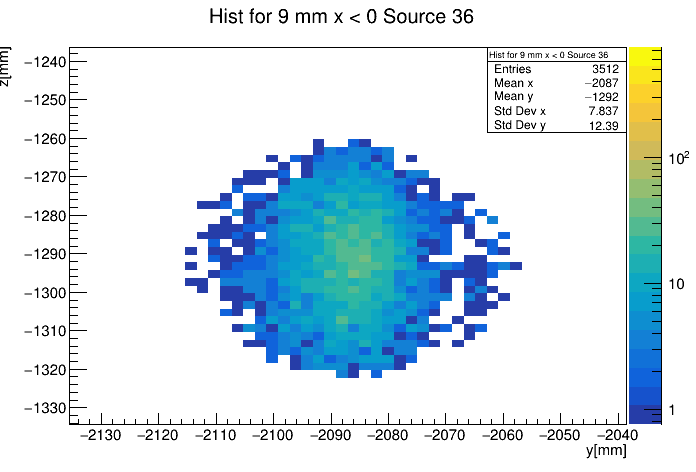 Hist for 9 mm x < 0 Source 36
z[mm]
−1240
−1250
−1260
−1270
−1280
−1290
−1300
−1310
−1320
−1330
Hist for 9 mm x < 0 Source 36
Entries 3512
Mean x −2087
Mean y −1292
Std Dev x 7.837
Std Dev y 12.39
10²
10
1
−2130 −2120 −2110 −2100 −2090 −2080 −2070 −2060 −2050 −2040
y[mm]